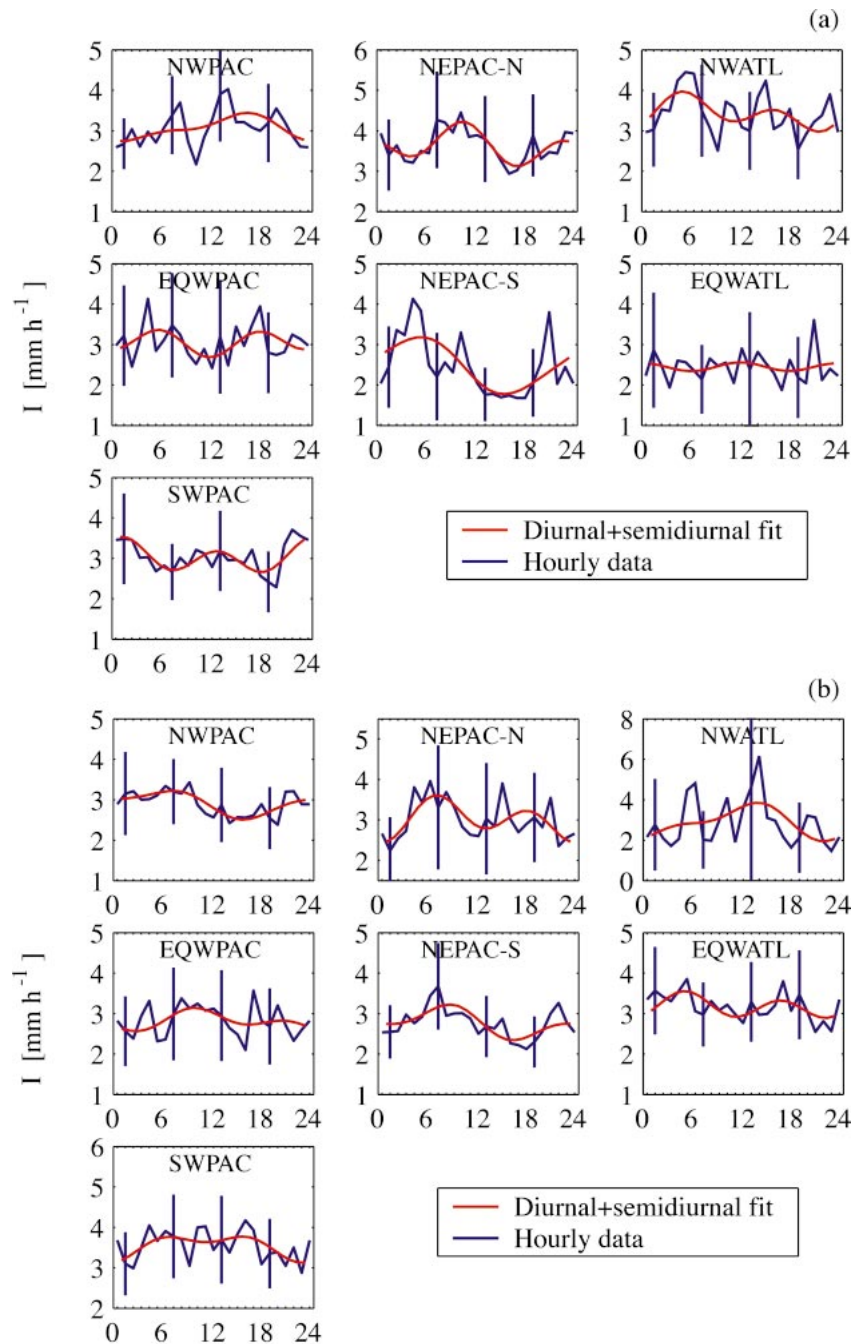 (a)
NWPAC NEPAC-N NWATL
5 4 3 2 1
6 5 4 3 2
5 4 3 2 1
0 6 12 18 24 0 6 12 18 24 0 6 12 18 24
EQWPAC NEPAC-S EQWATL
5 4 3 2 1
5 4 3 2 1
5 4 3 2 1
0 6 12 18 24 0 6 12 18 24 0 6 12 18 24
I [mm h⁻¹]
SWPAC
5 4 3 2 1
0 6 12 18 24
Diurnal+semidiurnal fit
Hourly data
(b)
NWPAC NEPAC-N NWATL
5 4 3 2 1
5 4 3 2
8 6 4 2 0
0 6 12 18 24 0 6 12 18 24 0 6 12 18 24
EQWPAC NEPAC-S EQWATL
5 4 3 2 1
5 4 3 2 1
5 4 3 2 1
0 6 12 18 24 0 6 12 18 24 0 6 12 18 24
I [mm h⁻¹]
SWPAC
6 5 4 3 2
0 6 12 18 24
Diurnal+semidiurnal fit
Hourly data